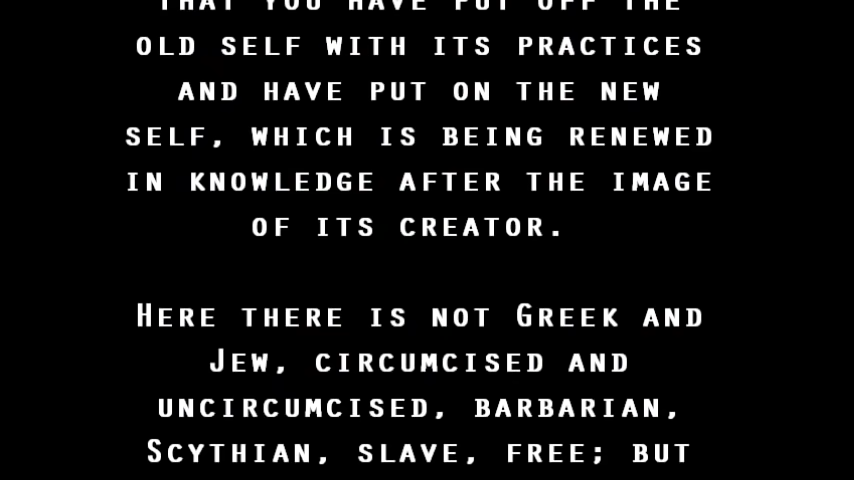 THAT YOU HAVE PUT OFF THE
OLD SELF WITH ITS PRACTICES
AND HAVE PUT ON THE NEW
SELF, WHICH IS BEING RENEWED
IN KNOWLEDGE AFTER THE IMAGE
OF ITS CREATOR.
HERE THERE IS NOT GREEK AND
JEW, CIRCUMCISED AND
UNCIRCUMCISED, BARBARIAN,
SCYTHIAN, SLAVE, FREE; BUT